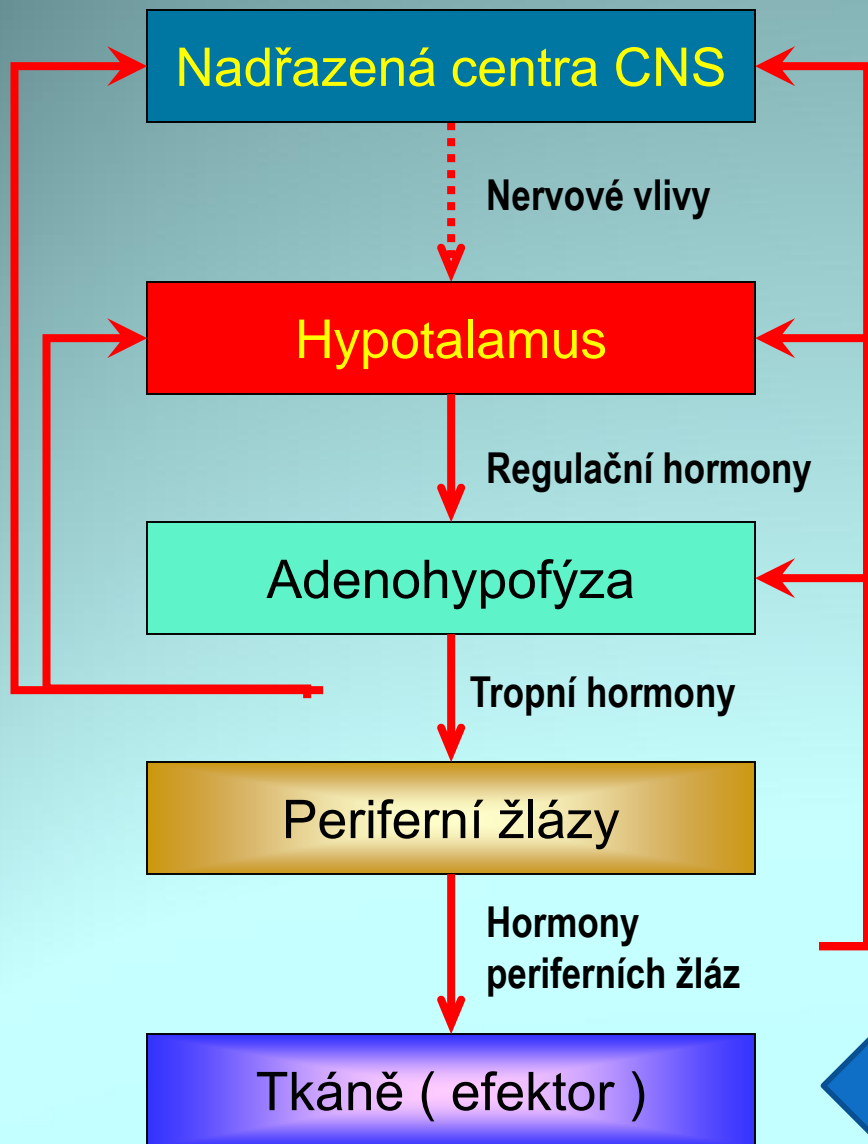 Nadřazená centra CNS
Nervové vlivy
Hypotalamus
Regulační hormony
Adenohypofýza
Tropní hormony
Periferní žlázy
Hormony
periferních žláz
Tkáně ( efektor )